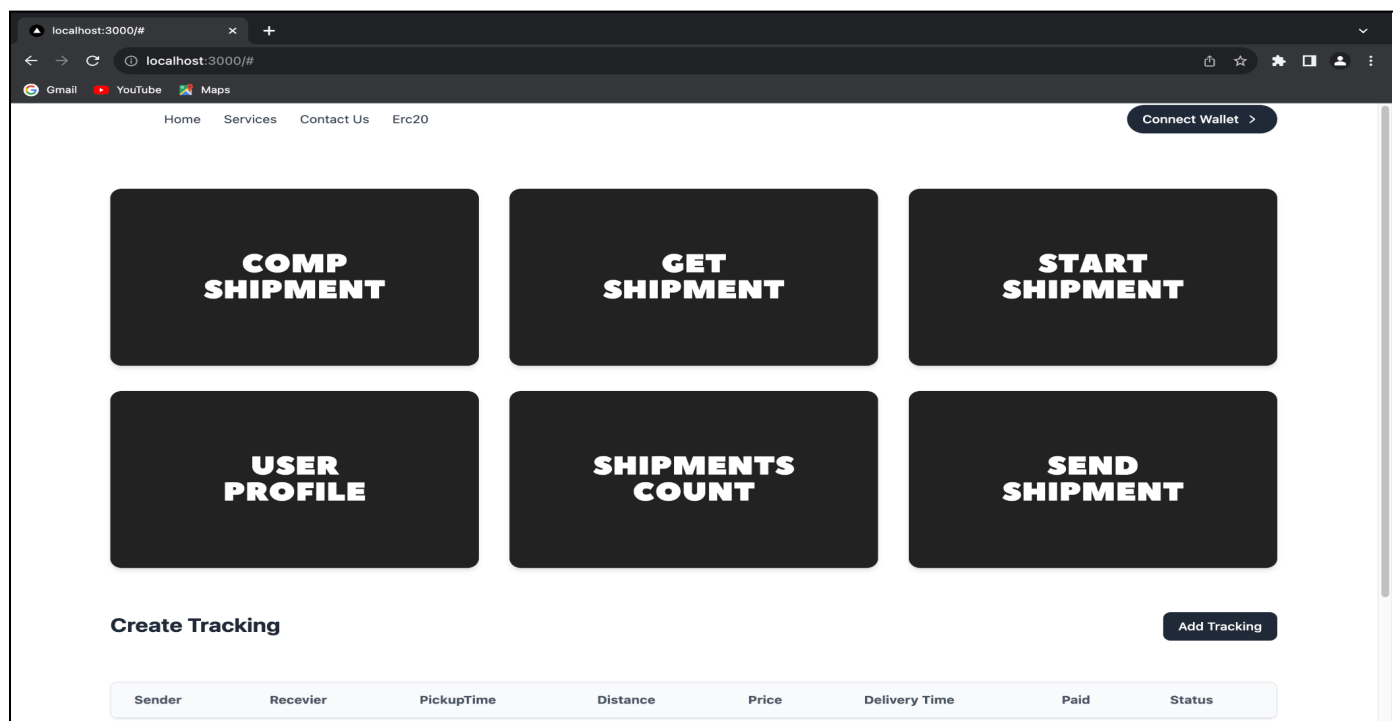 localhost:3000/#
localhost:3000/#
Gmail YouTube Maps
Home Services Contact Us Erc20 Connect Wallet >
COMP
SHIPMENT
GET
SHIPMENT
START
SHIPMENT
USER
PROFILE
SHIPMENTS
COUNT
SEND
SHIPMENT
Create Tracking Add Tracking
Sender Recevier PickupTime Distance Price Delivery Time Paid Status